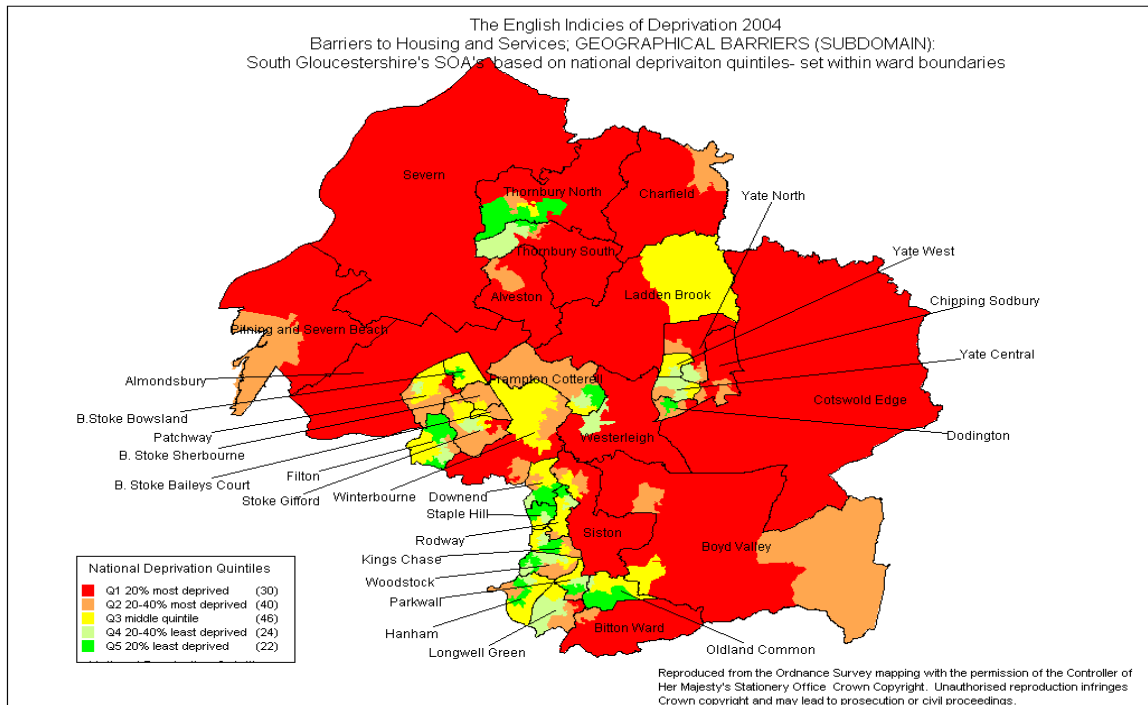 The English Indicies of Deprivation 2004
Barriers to Housing and Services; GEOGRAPHICAL BARRIERS (SUBDOMAIN):
South Gloucestershire's SOA's based on national deprivaiton quintiles- set within ward boundaries
Severn
Thornbury North
Charfield
Yate North
Yate West
Thornbury South
Chipping Sodbury
Alveston
Ladden Brook
Pilning and Severn Beach
Yate Central
Almondsbury
Frampton Cotterell
Cotswold Edge
B.Stoke Bowsland
Patchway
Westerleigh
Dodington
B. Stoke Sherbourne
Filton
B. Stoke Baileys Court
Stoke Gifford
Winterbourne
Downend
Staple Hill
Rodway
Siston
Boyd Valley
Kings Chase
Woodstock
Parkwall
Hanham
Bitton Ward
Longwell Green
Oldland Common
National Deprivation Quintiles
Q1 20% most deprived (30)
Q2 20-40% most deprived (40)
Q3 middle quintile (46)
Q4 20-40% least deprived (24)
Q5 20% least deprived (22)
Reproduced from the Ordnance Survey mapping with the permission of the Controller of
Her Majesty's Stationery Office Crown Copyright. Unauthorised reproduction infringes
Crown copyright and may lead to prosecution or civil proceedings.